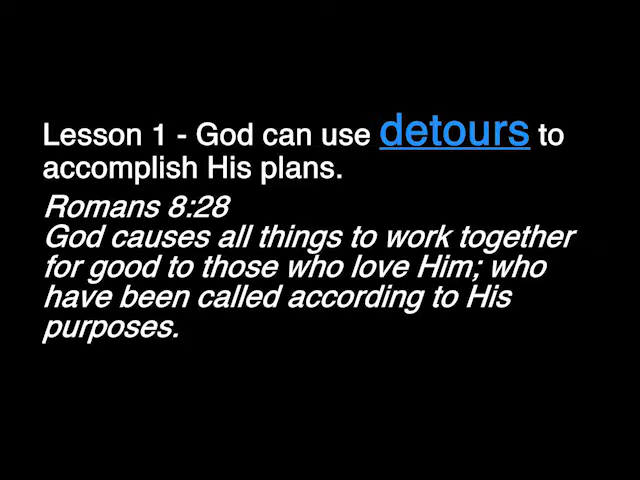 Lesson 1 - God can use detours to
accomplish His plans.
Romans 8:28
God causes all things to work together
for good to those who love Him; who
have been called according to His
purposes.